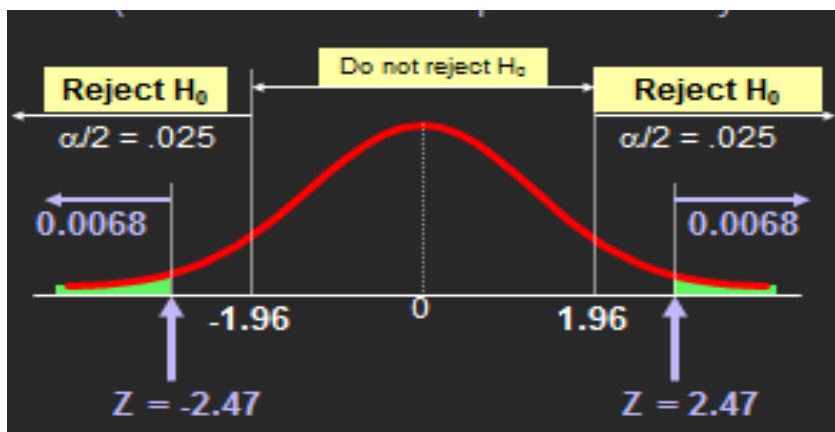 Do not reject H₀
Reject H₀
Reject H₀
α/2 = .025
α/2 = .025
0.0068
0.0068
-1.96
0
1.96
Z = -2.47
Z = 2.47